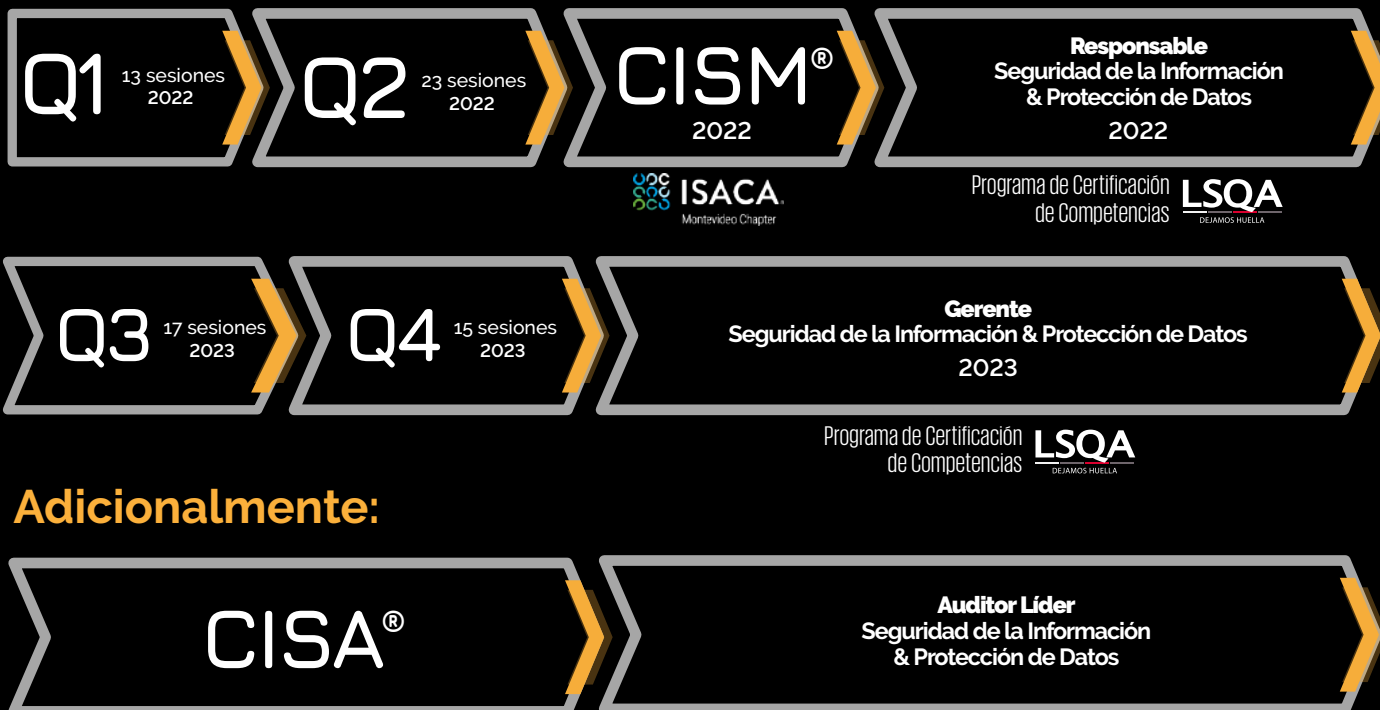 Q1
13 sesiones
2022
Q2
23 sesiones
2022
CISM®
2022
Responsable
Seguridad de la Información
& Protección de Datos
2022
ISACA.
Montevideo Chapter
Programa de Certificación
de Competencias
LSQA
DEJAMOS HUELLA
Q3
17 sesiones
2023
Q4
15 sesiones
2023
Gerente
Seguridad de la Información & Protección de Datos
2023
Programa de Certificación
de Competencias
LSQA
DEJAMOS HUELLA
Adicionalmente:
CISA®
Auditor Líder
Seguridad de la Información
& Protección de Datos